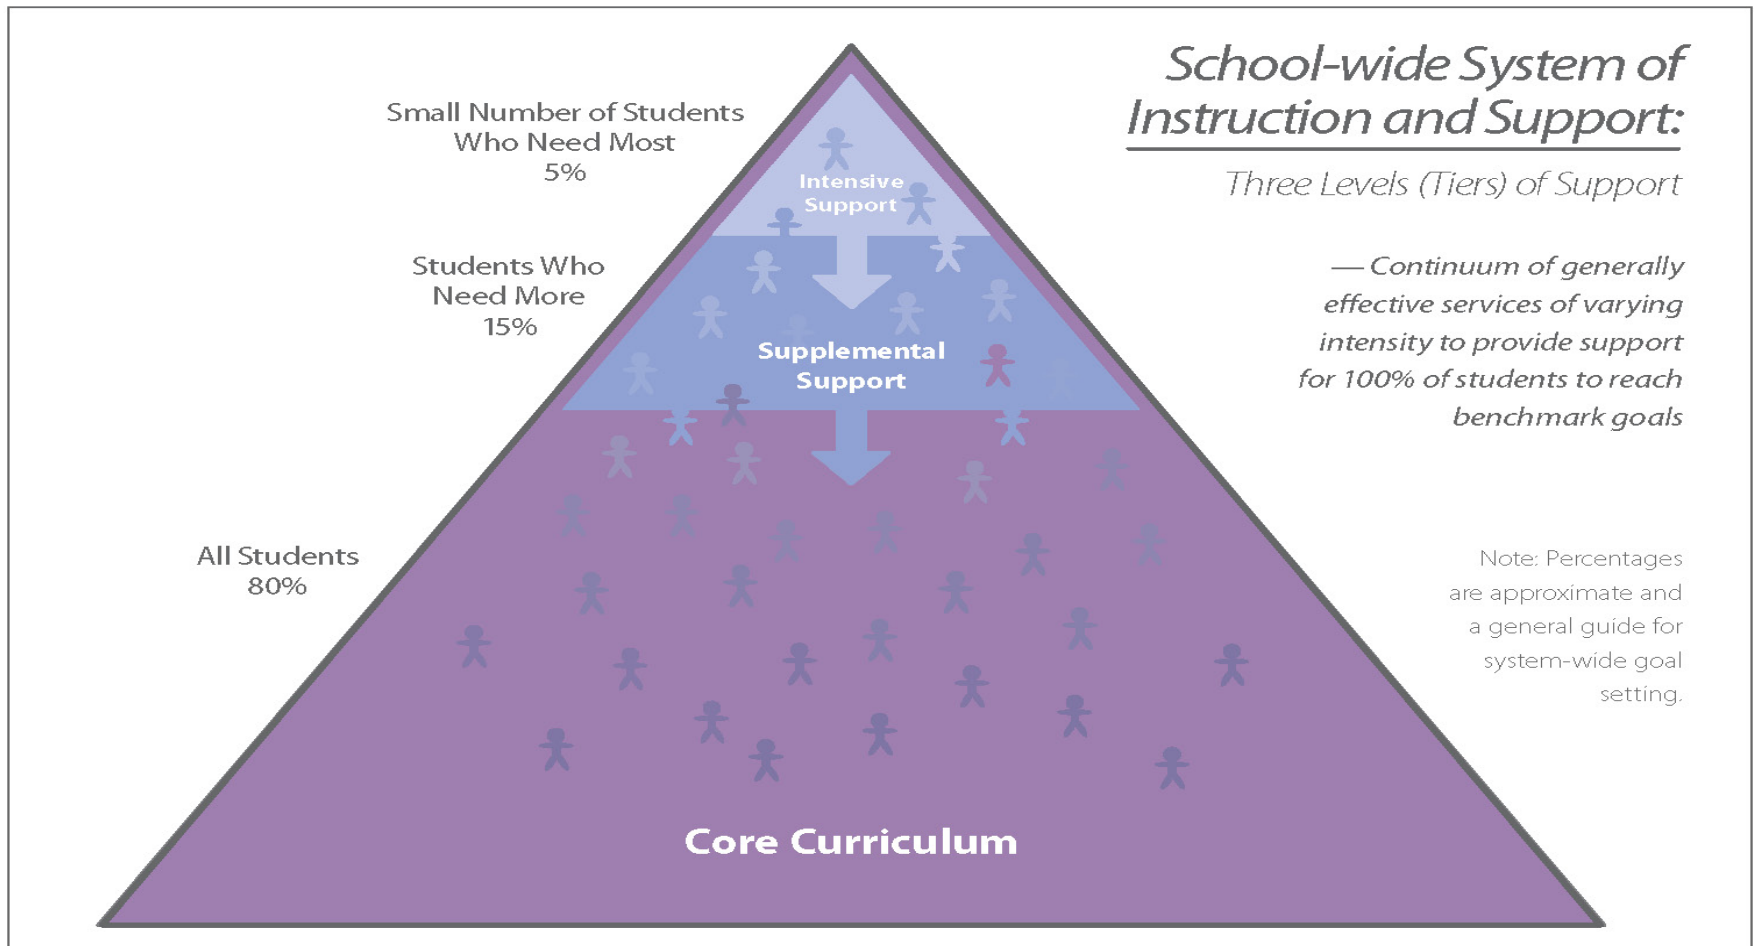 School-wide System of
Instruction and Support:
Three Levels (Tiers) of Support
— Continuum of generally
effective services of varying
intensity to provide support
for 100% of students to reach
benchmark goals
Note: Percentages
are approximate and
a general guide for
system-wide goal
setting.
Small Number of Students
Who Need Most
5%
Intensive
Support
Students Who
Need More
15%
Supplemental
Support
All Students
80%
Core Curriculum